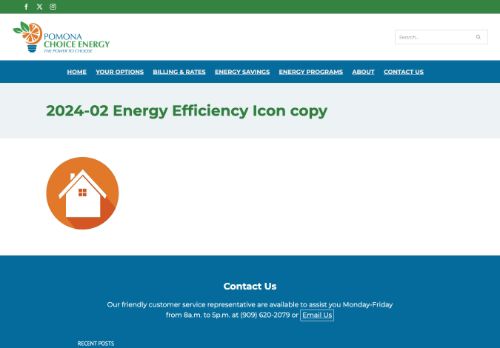 POMONA
CHOICE ENERGY
THE POWER TO CHOOSE
Search...
HOME YOUR OPTIONS BILLING & RATES ENERGY SAVINGS ENERGY PROGRAMS ABOUT CONTACT US
2024-02 Energy Efficiency Icon copy
Contact Us
Our friendly customer service representative are available to assist you Monday-Friday
from 8a.m. to 5p.m. at (909) 620-2079 or Email Us
RECENT POSTS